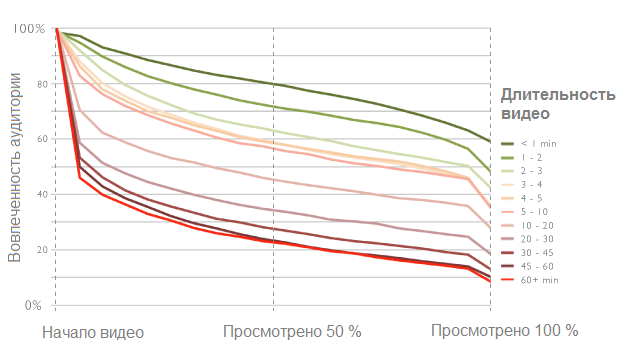 100%
80
60
40
20
0%
Вовлеченность аудитории
Начало видео
Просмотрено 50 %
Просмотрено 100 %
Длительность
видео
< 1 min
1 - 2
2 - 3
3 - 4
4 - 5
5 - 10
10 - 20
20 - 30
30 - 45
45 - 60
60+ min